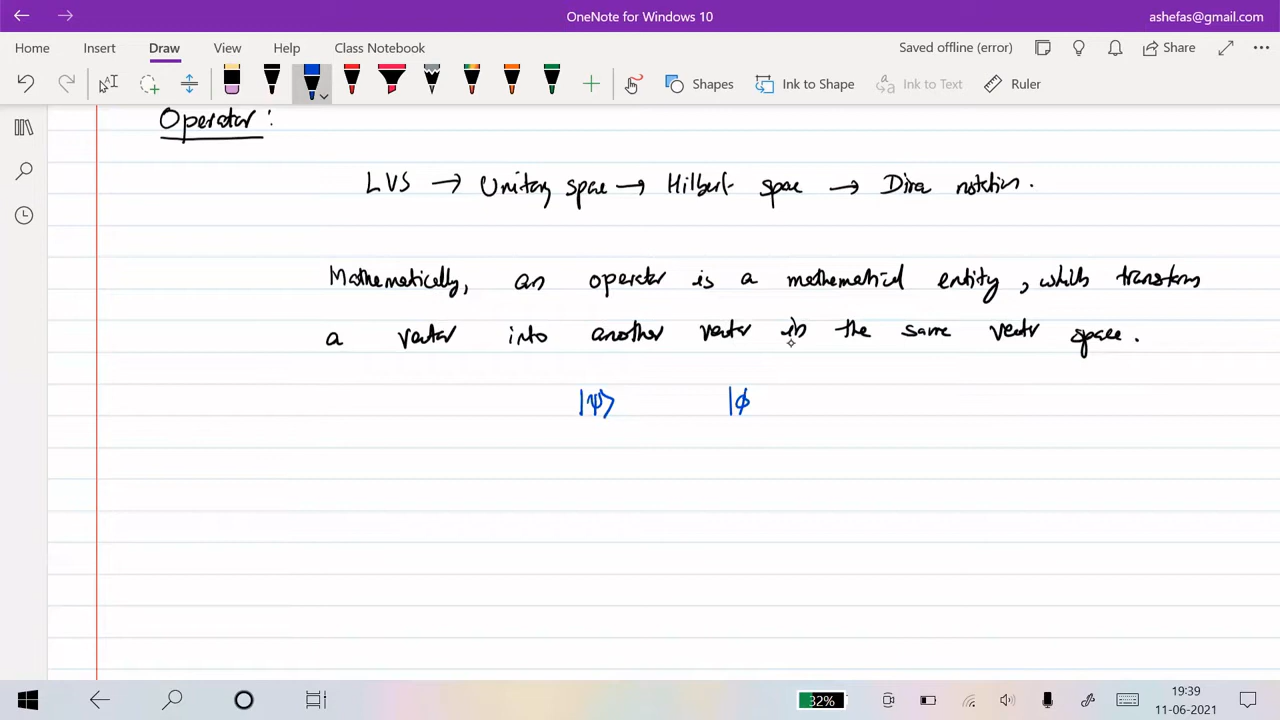 OneNote for Windows 10
ashefas@gmail.com
Home Insert Draw View Help Class Notebook Saved offline (error) Share
Shapes Ink to Shape Ink to Text Ruler
Operator :
LVS → Unitary space → Hilbert space → Dirac notation.
Mathematically, an operator is a mathematical entity, which transforms
a vector into another vector in the same vector space.
|ψ⟩ |ϕ
32%
19:39
11-06-2021